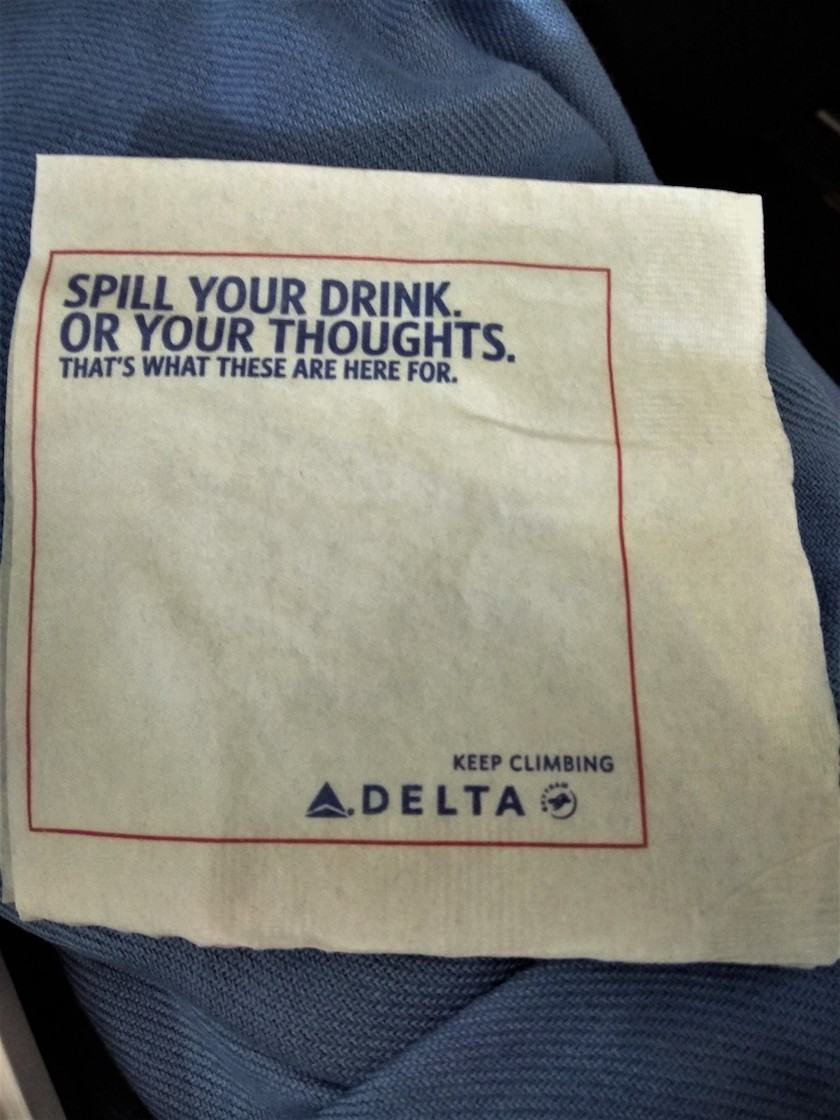 SPILL YOUR DRINK.
OR YOUR THOUGHTS.
THAT'S WHAT THESE ARE HERE FOR.
KEEP CLIMBING
DELTA